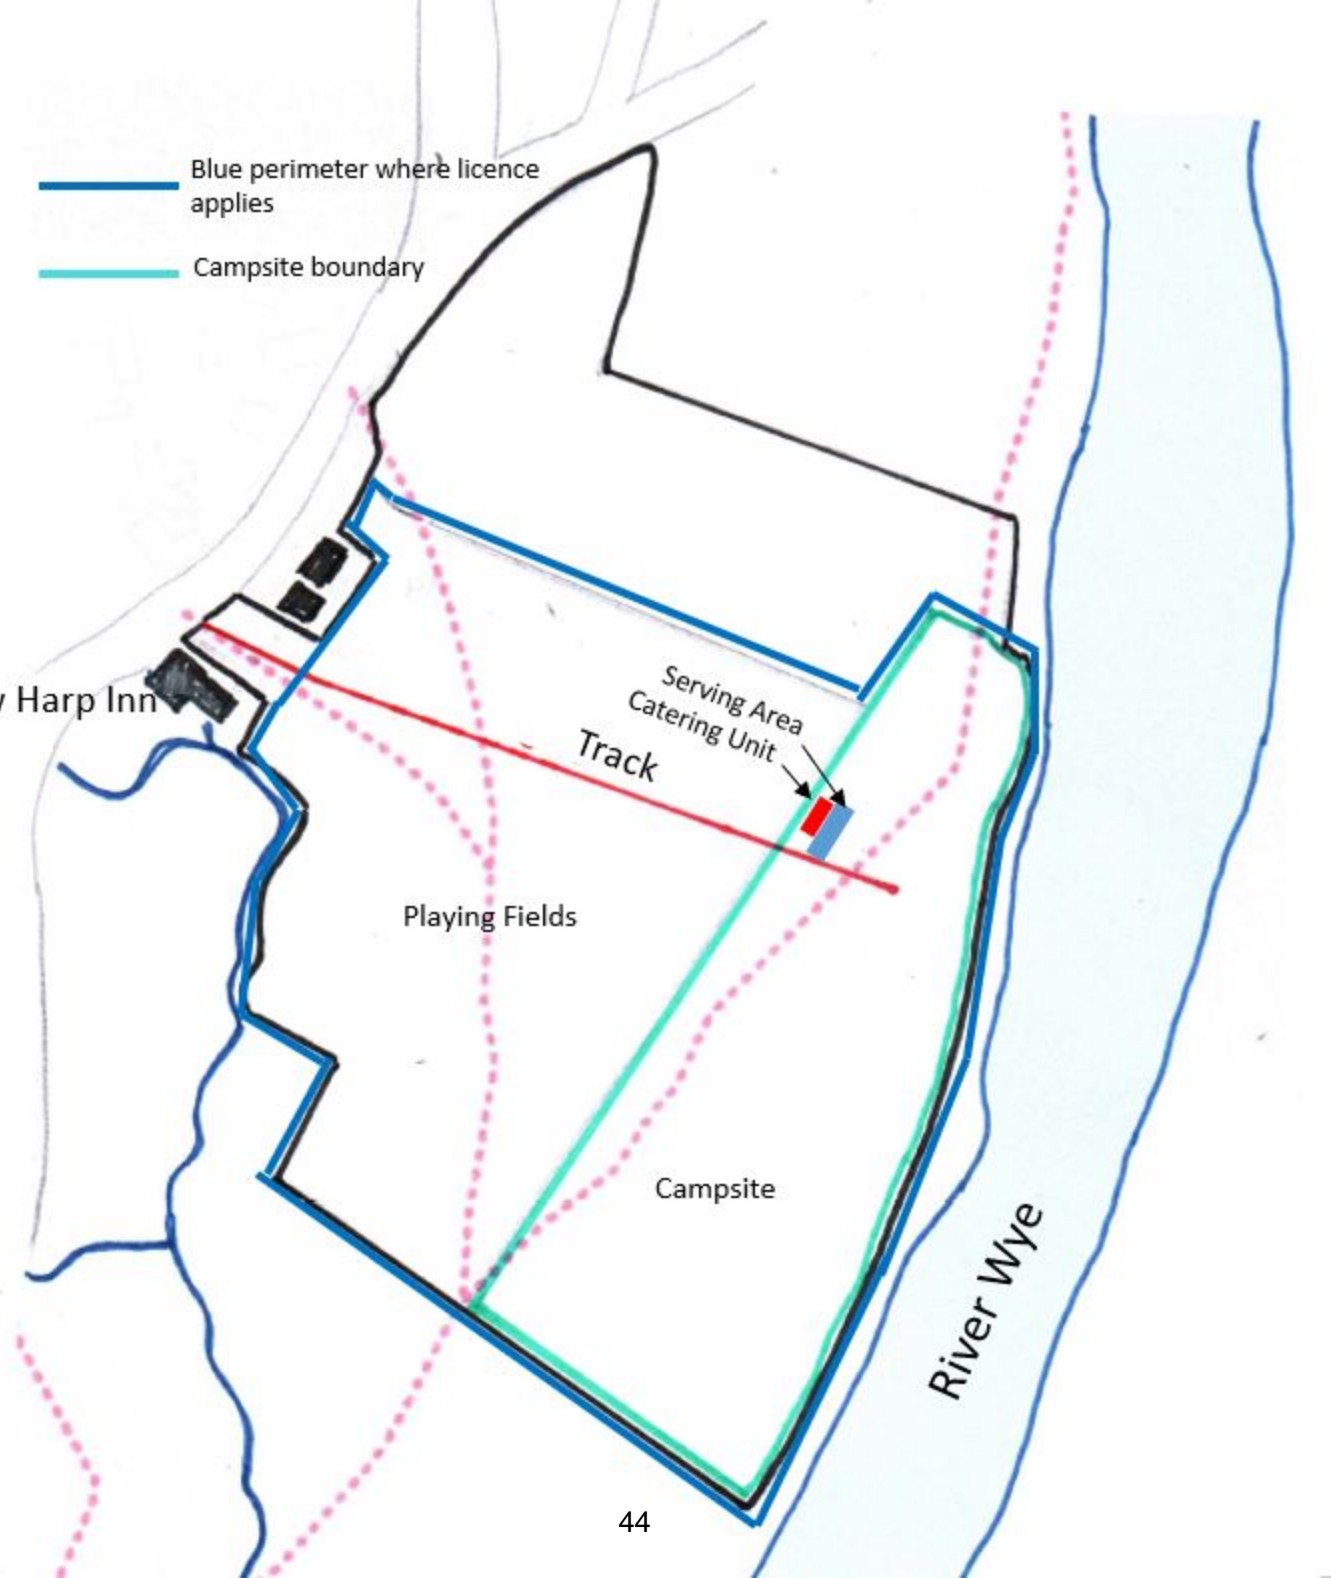 Blue perimeter where licence
applies
Campsite boundary
Serving Area
Catering Unit
Harp Inn
Track
Playing Fields
Campsite
River Wye
44